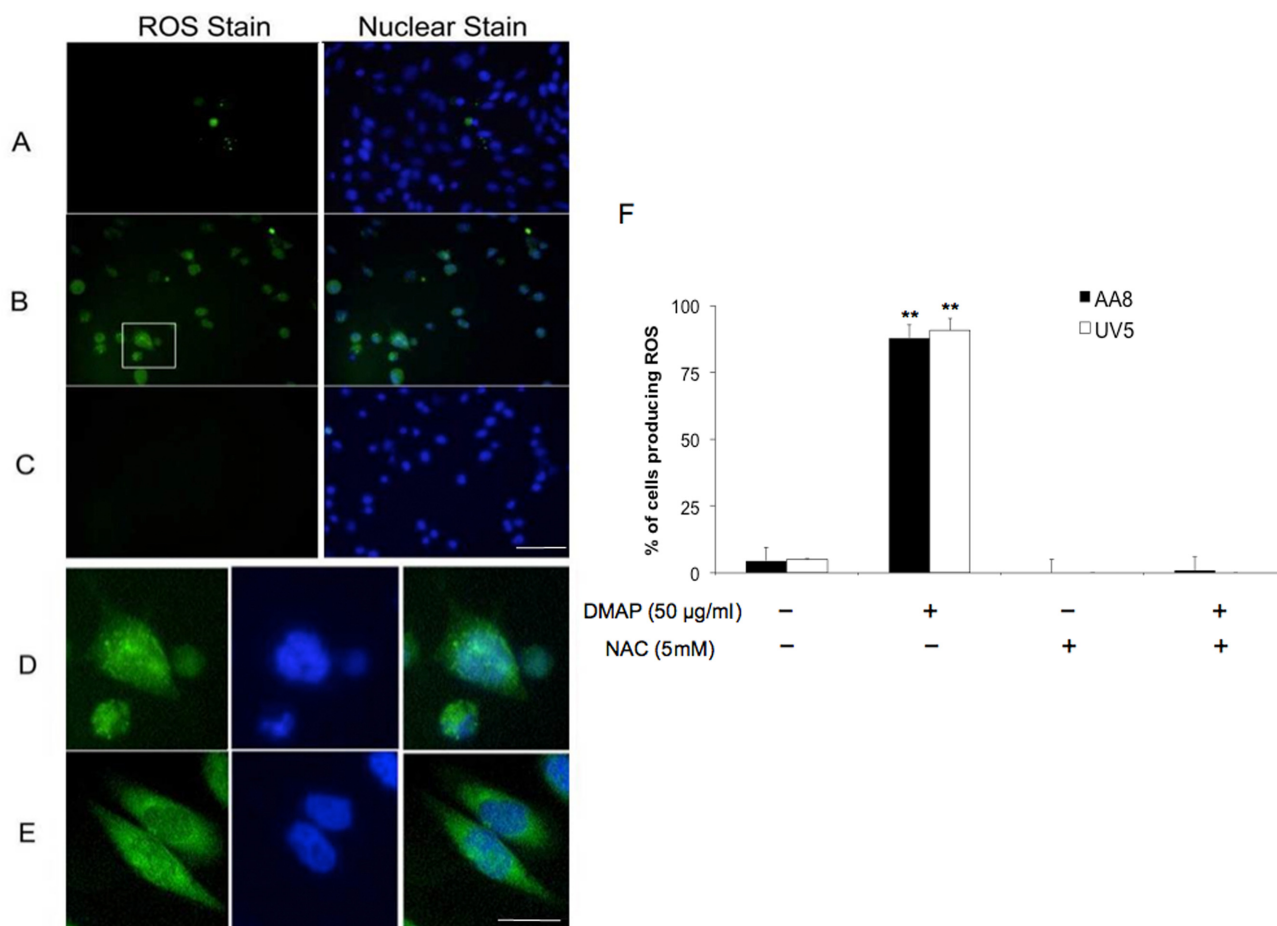 ROS Stain Nuclear Stain
A
B
C
D
E
F
AA8
UV5
** **
% of cells producing ROS
100
75
50
25
0
DMAP (50 µg/ml) – + – +
NAC (5mM) – – + +